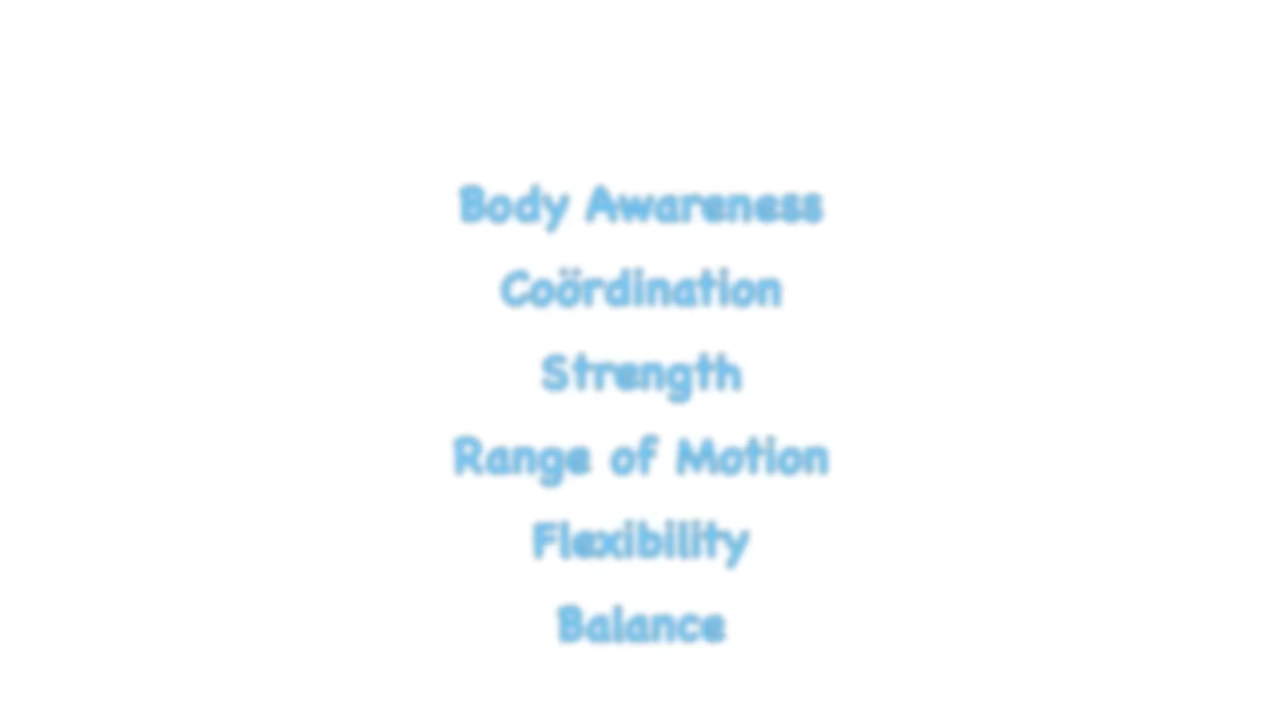 Body Awareness
Coördination
Strength
Range of Motion
Flexibility
Balance